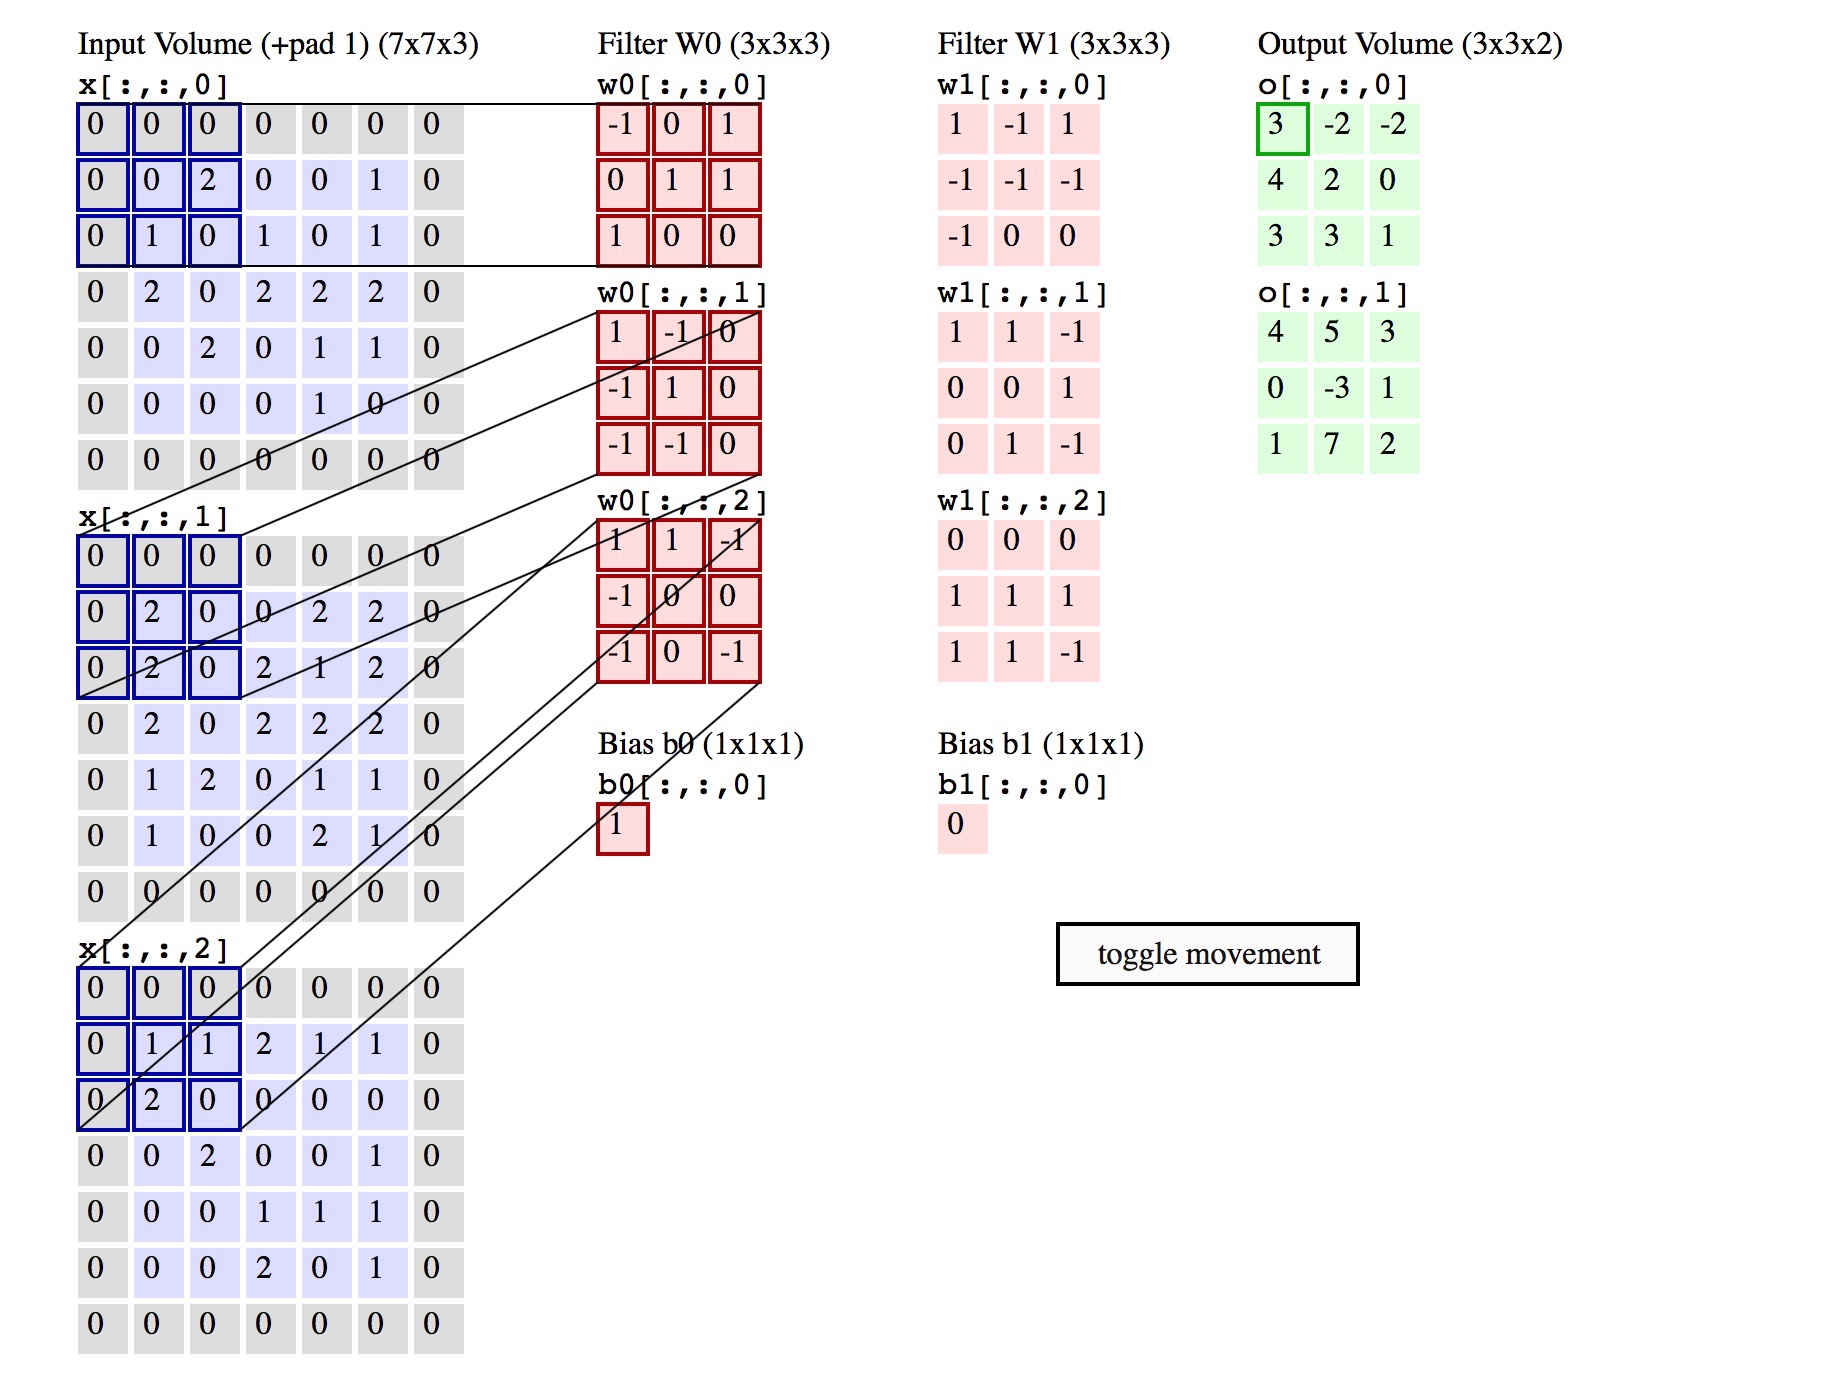 Input Volume (+pad 1) (7x7x3)
x[:,:,0]
0 0 0 0 0 0 0
0 0 2 0 0 1 0
0 1 0 1 0 1 0
0 2 0 2 2 2 0
0 0 2 0 1 1 0
0 0 0 0 1 0 0
0 0 0 0 0 0 0
x[:,:,1]
0 0 0 0 0 0 0
0 2 0 0 2 2 0
0 2 0 2 1 2 0
0 2 0 2 2 2 0
0 1 2 0 1 1 0
0 1 0 0 2 1 0
0 0 0 0 0 0 0
x[:,:,2]
0 0 0 0 0 0 0
0 1 1 2 1 1 0
0 2 0 0 0 0 0
0 0 2 0 0 1 0
0 0 0 1 1 1 0
0 0 0 2 0 1 0
0 0 0 0 0 0 0
Filter W0 (3x3x3)
w0[:,:,0]
-1 0 1
0 1 1
1 0 0
w0[:,:,1]
1 -1 0
-1 1 0
-1 -1 0
w0[:,:,2]
1 1 -1
-1 0 0
-1 0 -1
Bias b0 (1x1x1)
b0[:,:,0]
1
Filter W1 (3x3x3)
w1[:,:,0]
1 -1 1
-1 -1 -1
-1 0 0
w1[:,:,1]
1 1 -1
0 0 1
0 1 -1
w1[:,:,2]
0 0 0
1 1 1
1 1 -1
Bias b1 (1x1x1)
b1[:,:,0]
0
Output Volume (3x3x2)
o[:,:,0]
3 -2 -2
4 2 0
3 3 1
o[:,:,1]
4 5 3
0 -3 1
1 7 2
toggle movement